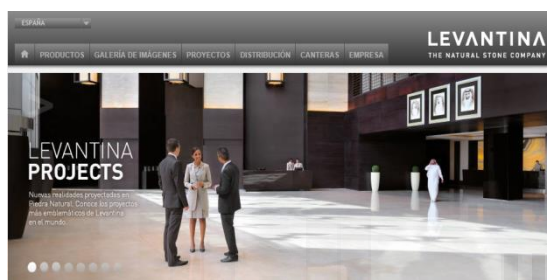 ESPAÑA
LEVANTINA
THE NATURAL STONE COMPANY
PRODUCTOS GALERÍA DE IMÁGENES PROYECTOS DISTRIBUCIÓN CANTERAS EMPRESA
LEVANTINA
PROJECTS
Nuevas realidades proyectadas en
Piedra Natural. Conoce los proyectos
más emblemáticos de Levantina
en el mundo.